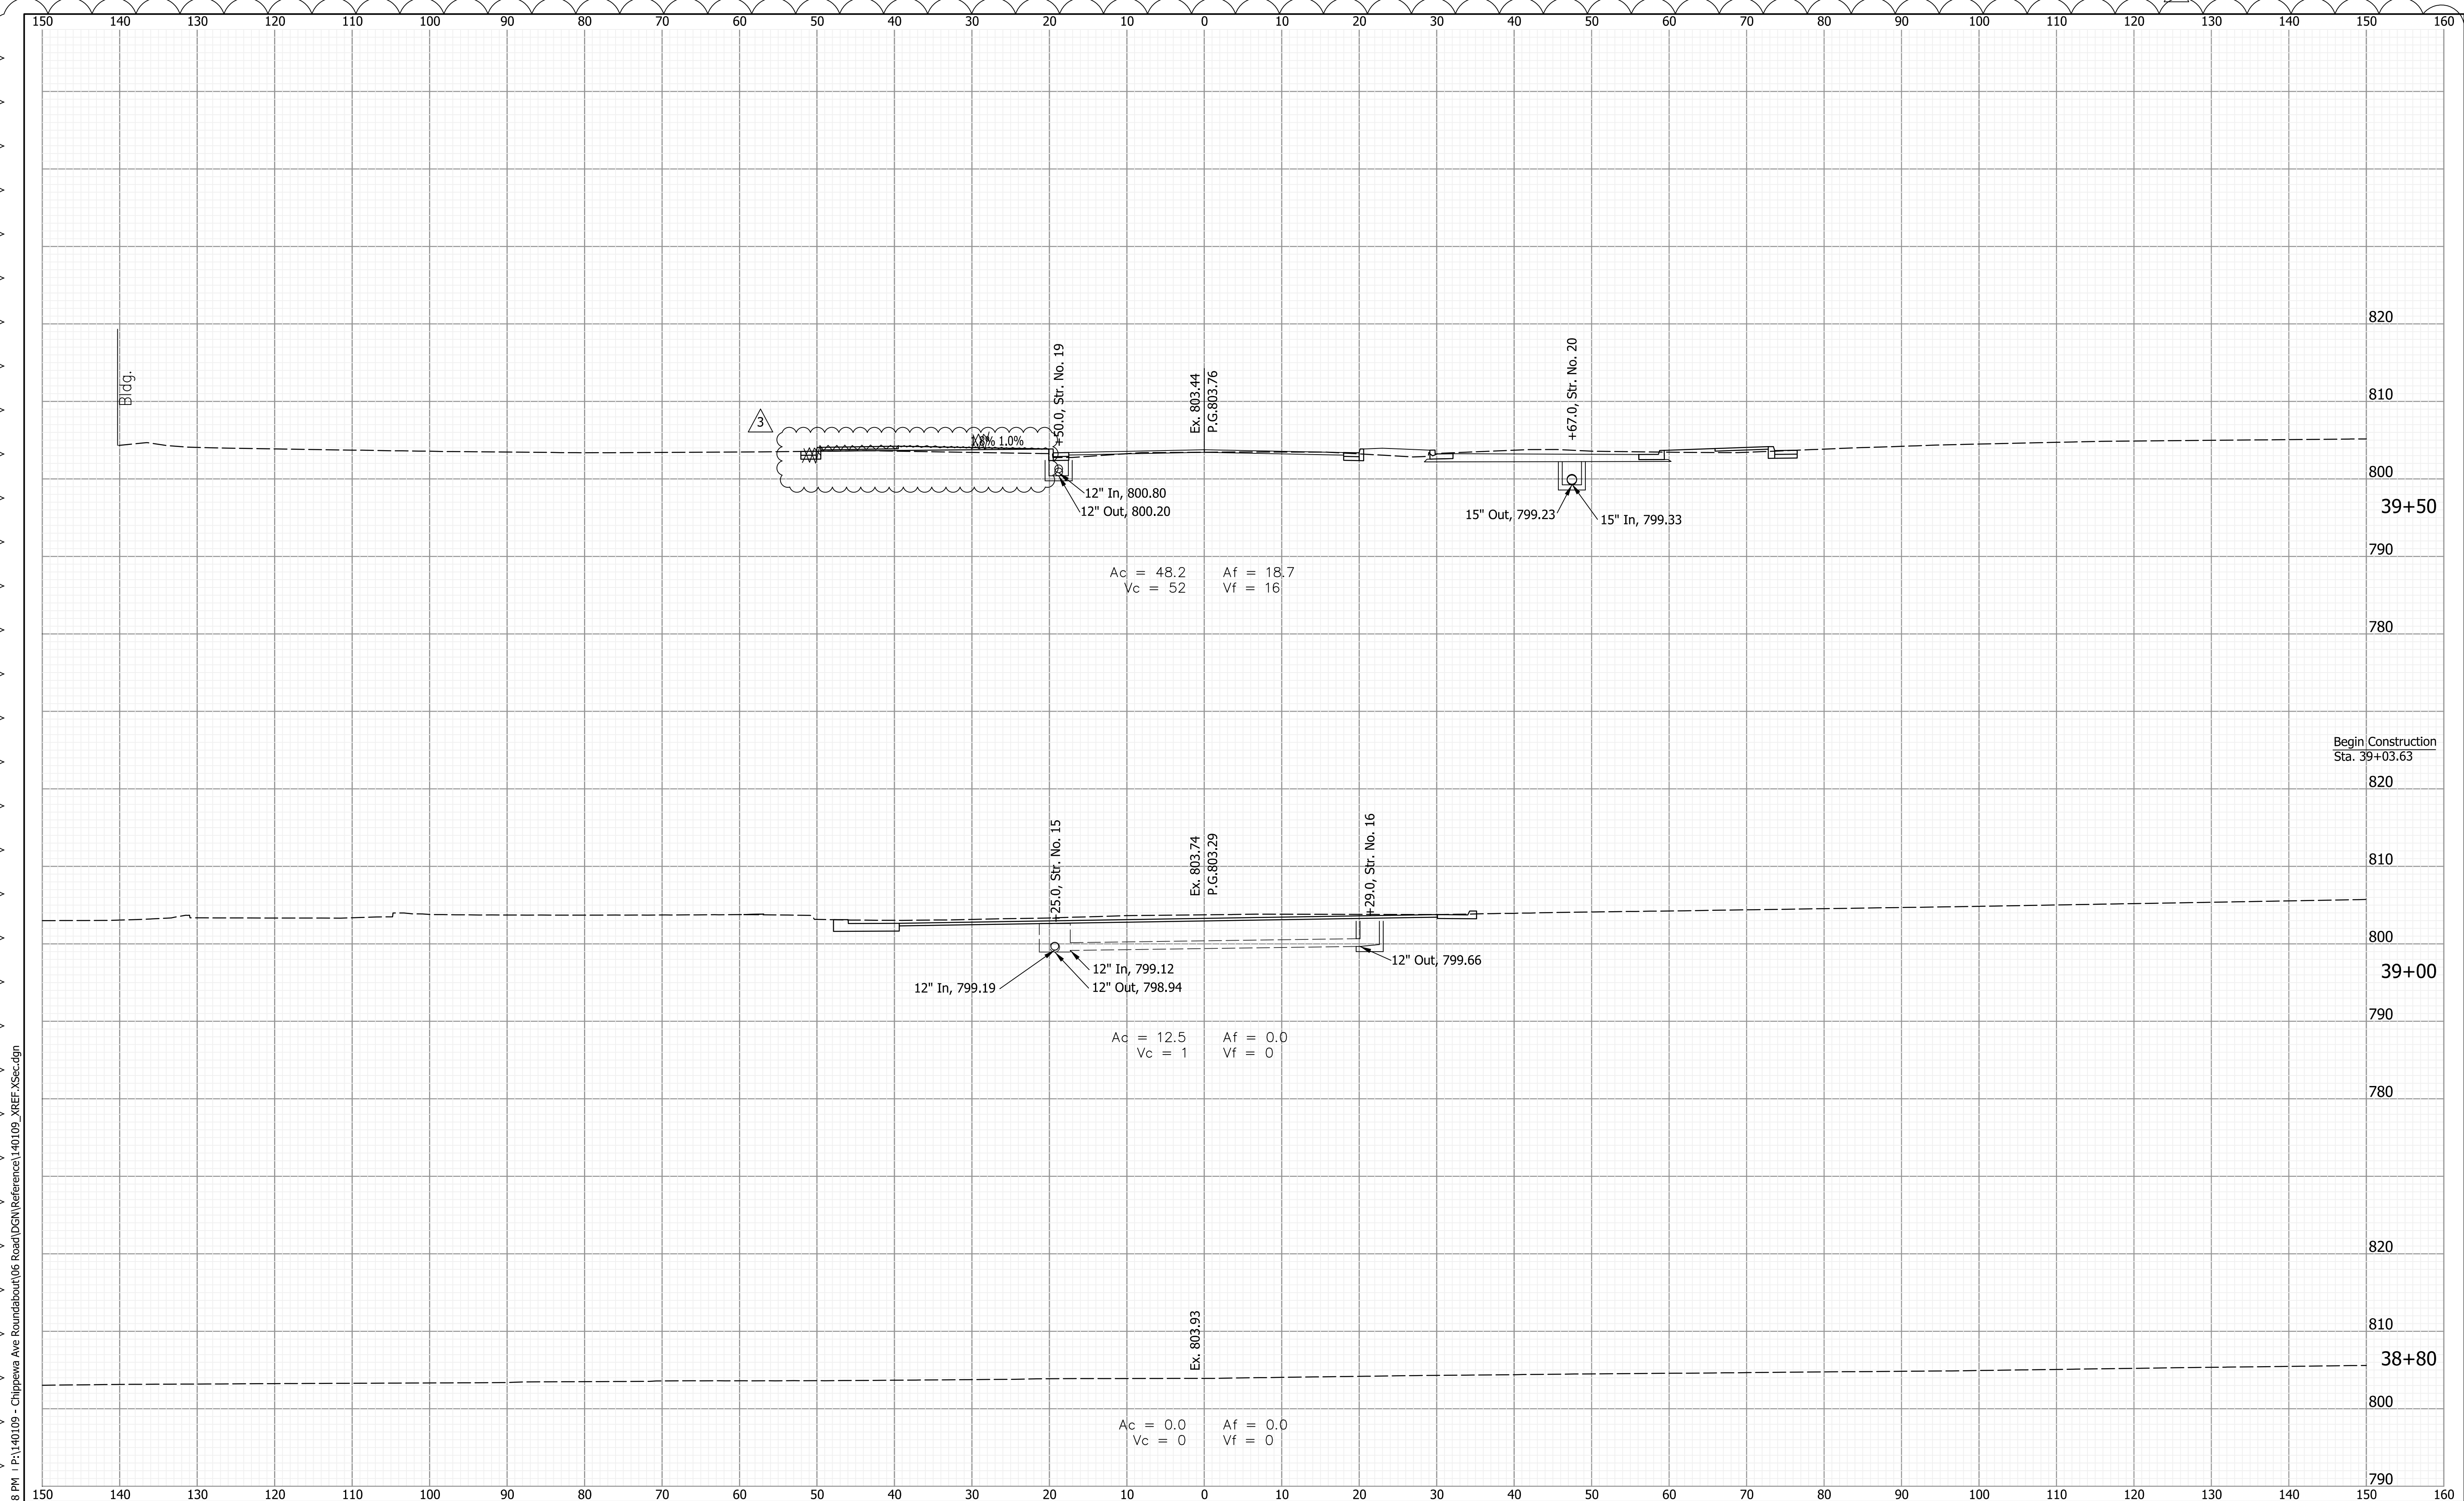 150 140 130 120 110 100 90 80 70 60 50 40 30 20 10 0 10 20 30 40 50 60 70 80 90 100 110 120 130 140 150 160
820
Bldg.
+50.0, Str. No. 19
Ex. 803.44
P.G.803.76
+67.0, Str. No. 20
810
3
1.0%
800
12" In, 800.80
12" Out, 800.20
15" Out, 799.23
15" In, 799.33
39+50
790
Ac = 48.2 Af = 18.7
Vc = 52 Vf = 16
780
Begin Construction
Sta. 39+03.63
820
+25.0, Str. No. 15
Ex. 803.74
P.G.803.29
+29.0, Str. No. 16
810
800
12" In, 799.19
12" In, 799.12
12" Out, 798.94
12" Out, 799.66
39+00
790
Ac = 12.5 Af = 0.0
Vc = 1 Vf = 0
780
820
Ex. 803.93
810
38+80
800
Ac = 0.0 Af = 0.0
Vc = 0 Vf = 0
790
150 140 130 120 110 100 90 80 70 60 50 40 30 20 10 0 10 20 30 40 50 60 70 80 90 100 110 120 130 140 150 160
8 PM | P:\140109 - Chippewa Ave Roundabout\06 Road\DGN\Reference\140109_XREF.XSec.dgn